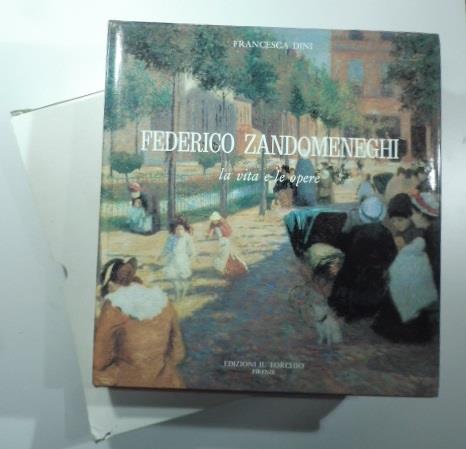 FRANCESCA DINI
FEDERICO ZANDOMENEGHI
la vita e le opere
EDIZIONI IL TORCHIO
FIRENZE